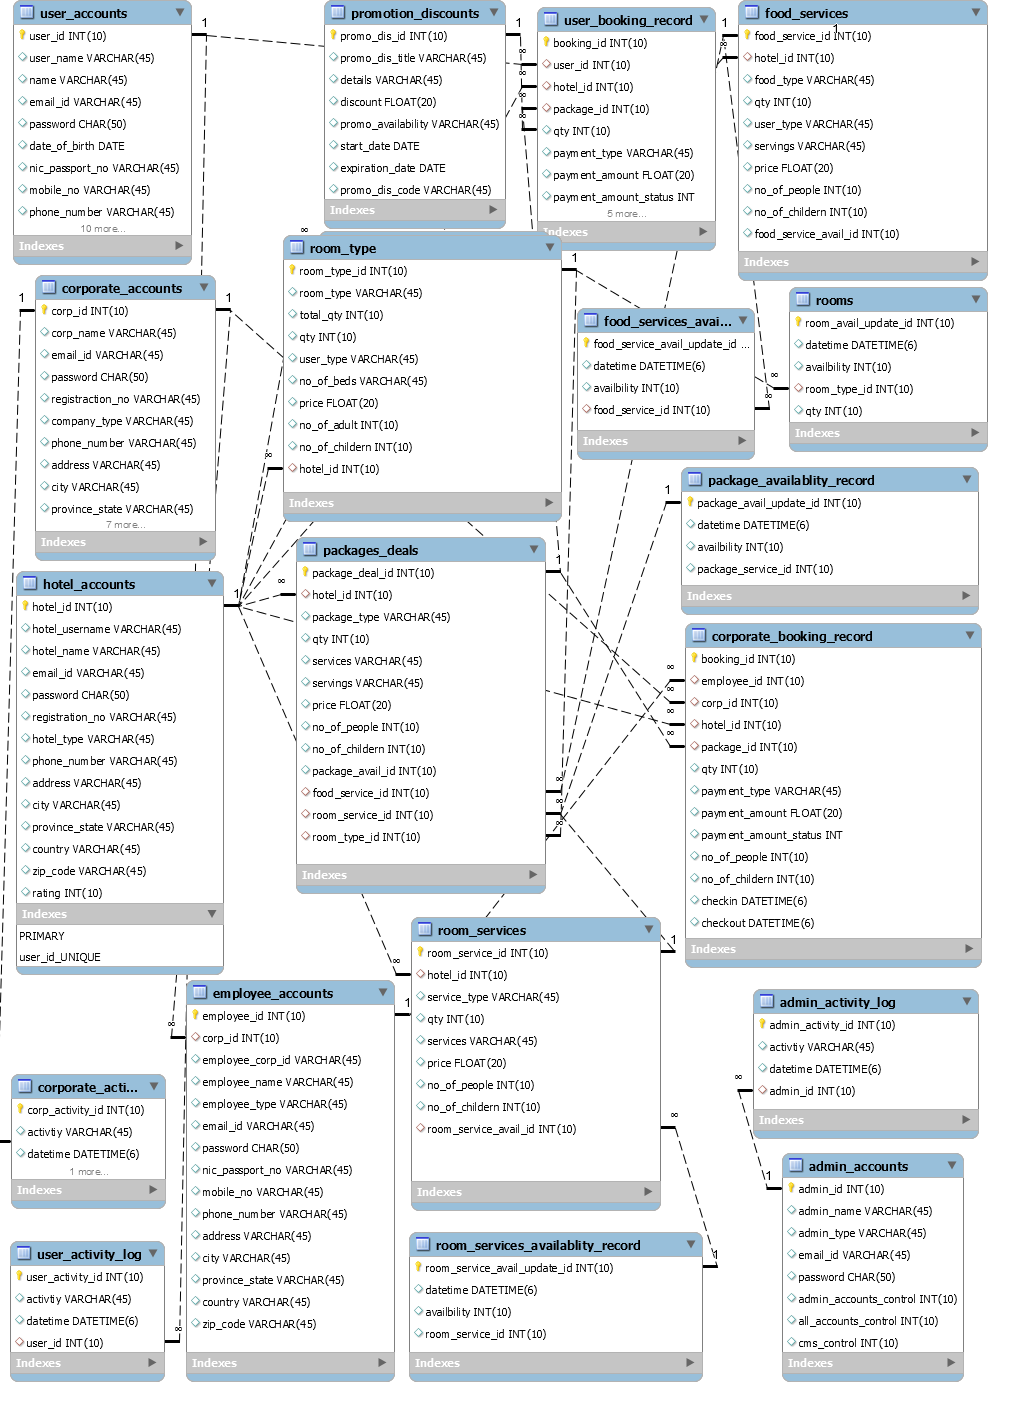 user_accounts
user_id INT(10)
user_name VARCHAR(45)
name VARCHAR(45)
email_id VARCHAR(45)
password CHAR(50)
date_of_birth DATE
nic_passport_no VARCHAR(45)
mobile_no VARCHAR(45)
phone_number VARCHAR(45)
10 more...
Indexes
1
promotion_discounts
promo_dis_id INT(10)
promo_dis_title VARCHAR(45)
details VARCHAR(45)
discount FLOAT(20)
promo_availability VARCHAR(45)
start_date DATE
expiration_date DATE
promo_dis_code VARCHAR(45)
Indexes
1
∞
∞
∞
∞
user_booking_record
booking_id INT(10)
user_id INT(10)
hotel_id INT(10)
package_id INT(10)
qty INT(10)
payment_type VARCHAR(45)
payment_amount FLOAT(20)
payment_amount_status INT
5 more...
Indexes
1
∞
food_services
food_service_id INT(10)
1
hotel_id INT(10)
food_type VARCHAR(45)
qty INT(10)
user_type VARCHAR(45)
servings VARCHAR(45)
price FLOAT(20)
no_of_people INT(10)
no_of_childern INT(10)
food_service_avail_id INT(10)
Indexes
1
corporate_accounts
corp_id INT(10)
corp_name VARCHAR(45)
email_id VARCHAR(45)
password CHAR(50)
registraction_no VARCHAR(45)
company_type VARCHAR(45)
phone_number VARCHAR(45)
address VARCHAR(45)
city VARCHAR(45)
province_state VARCHAR(45)
7 more...
Indexes
1
∞
room_type
room_type_id INT(10)
room_type VARCHAR(45)
total_qty INT(10)
qty INT(10)
user_type VARCHAR(45)
no_of_beds VARCHAR(45)
price FLOAT(20)
no_of_adult INT(10)
no_of_childern INT(10)
hotel_id INT(10)
Indexes
∞
1
food_services_avai...
food_service_avail_update_id ...
datetime DATETIME(6)
availbility INT(10)
food_service_id INT(10)
Indexes
∞
∞
rooms
room_avail_update_id INT(10)
datetime DATETIME(6)
availbility INT(10)
room_type_id INT(10)
qty INT(10)
Indexes
1
package_availablity_record
package_avail_update_id INT(10)
datetime DATETIME(6)
availbility INT(10)
package_service_id INT(10)
Indexes
hotel_accounts
hotel_id INT(10)
hotel_username VARCHAR(45)
hotel_name VARCHAR(45)
email_id VARCHAR(45)
password CHAR(50)
registration_no VARCHAR(45)
hotel_type VARCHAR(45)
phone_number VARCHAR(45)
address VARCHAR(45)
city VARCHAR(45)
province_state VARCHAR(45)
country VARCHAR(45)
zip_code VARCHAR(45)
rating INT(10)
Indexes
PRIMARY
user_id_UNIQUE
1
∞
packages_deals
package_deal_id INT(10)
hotel_id INT(10)
package_type VARCHAR(45)
qty INT(10)
services VARCHAR(45)
servings VARCHAR(45)
price FLOAT(20)
no_of_people INT(10)
no_of_childern INT(10)
package_avail_id INT(10)
food_service_id INT(10)
room_service_id INT(10)
room_type_id INT(10)
Indexes
1
∞
∞
∞
∞
∞
∞
∞
corporate_booking_record
booking_id INT(10)
employee_id INT(10)
corp_id INT(10)
hotel_id INT(10)
package_id INT(10)
qty INT(10)
payment_type VARCHAR(45)
payment_amount FLOAT(20)
payment_amount_status INT
no_of_people INT(10)
no_of_childern INT(10)
checkin DATETIME(6)
checkout DATETIME(6)
Indexes
∞
room_services
room_service_id INT(10)
hotel_id INT(10)
service_type VARCHAR(45)
qty INT(10)
services VARCHAR(45)
price FLOAT(20)
no_of_people INT(10)
no_of_childern INT(10)
room_service_avail_id INT(10)
Indexes
1
∞
∞
employee_accounts
employee_id INT(10)
corp_id INT(10)
employee_corp_id VARCHAR(45)
employee_name VARCHAR(45)
employee_type VARCHAR(45)
email_id VARCHAR(45)
password CHAR(50)
nic_passport_no VARCHAR(45)
mobile_no VARCHAR(45)
phone_number VARCHAR(45)
address VARCHAR(45)
city VARCHAR(45)
province_state VARCHAR(45)
country VARCHAR(45)
zip_code VARCHAR(45)
Indexes
1
admin_activity_log
admin_activity_id INT(10)
activtiy VARCHAR(45)
datetime DATETIME(6)
admin_id INT(10)
Indexes
∞
corporate_acti...
corp_activity_id INT(10)
activtiy VARCHAR(45)
datetime DATETIME(6)
1 more...
Indexes
1
admin_accounts
admin_id INT(10)
admin_name VARCHAR(45)
admin_type VARCHAR(45)
email_id VARCHAR(45)
password CHAR(50)
admin_accounts_control INT(10)
all_accounts_control INT(10)
cms_control INT(10)
Indexes
user_activity_log
user_activity_id INT(10)
activtiy VARCHAR(45)
datetime DATETIME(6)
user_id INT(10)
Indexes
∞
room_services_availablity_record
room_service_avail_update_id INT(10)
datetime DATETIME(6)
availbility INT(10)
room_service_id INT(10)
Indexes
1